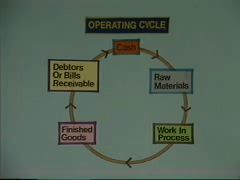 OPERATING CYCLE
Cash
Debtors
Or Bills
Receivable
Raw
Materials
Finished
Goods
Work In
Process